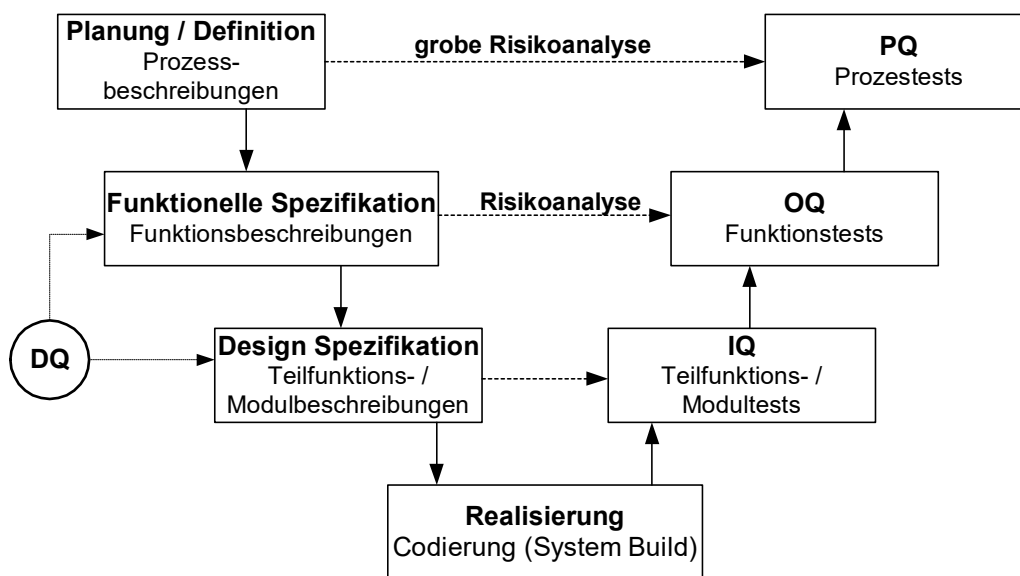 Planung / Definition
Prozess-
beschreibungen
grobe Risikoanalyse
PQ
Prozestests
Funktionelle Spezifikation
Funktionsbeschreibungen
Risikoanalyse
OQ
Funktionstests
DQ
Design Spezifikation
Teilfunktions- /
Modulbeschreibungen
IQ
Teilfunktions- /
Modultests
Realisierung
Codierung (System Build)